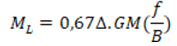 M_L = 0,67Δ.GM(f/B)